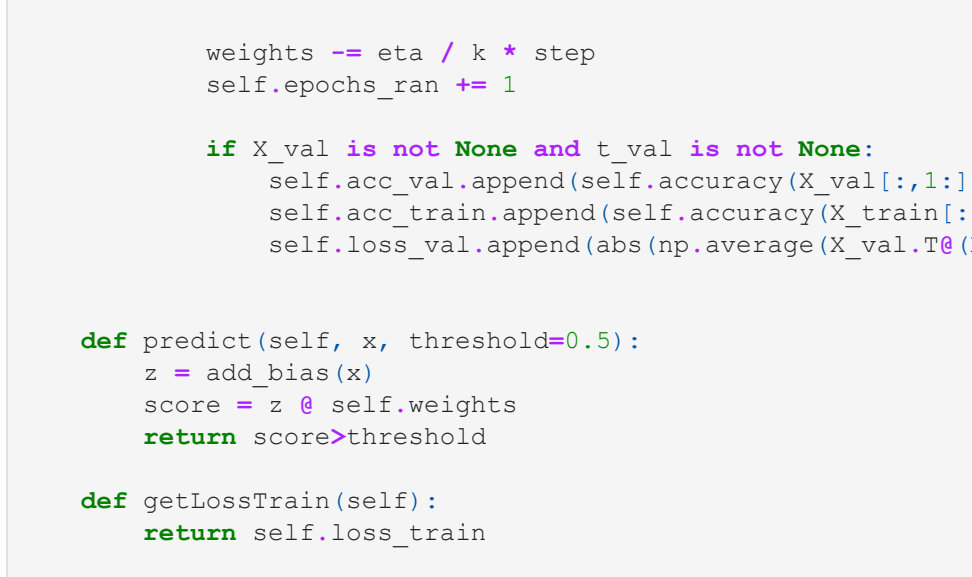 weights -= eta / k * step
self.epochs_ran += 1
if X_val is not None and t_val is not None:
self.acc_val.append(self.accuracy(X_val[:,1:]
self.acc_train.append(self.accuracy(X_train[:
self.loss_val.append(abs(np.average(X_val.T@(
def predict(self, x, threshold=0.5):
z = add_bias(x)
score = z @ self.weights
return score>threshold
def getLossTrain(self):
return self.loss_train